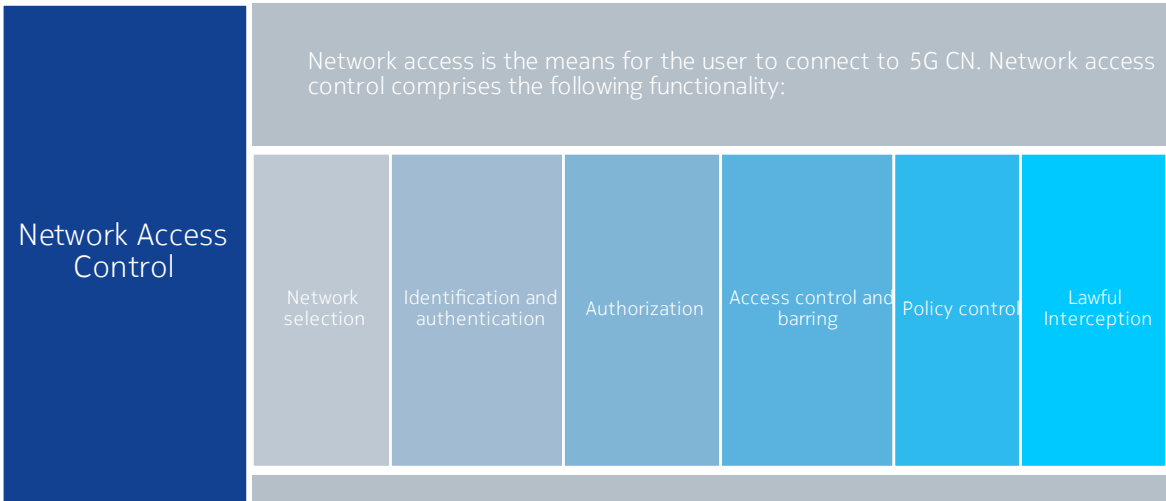 Network Access
Control
Network access is the means for the user to connect to 5G CN. Network access
control comprises the following functionality:
Network
selection
Identification and
authentication
Authorization
Access control and
barring
Policy control
Lawful
Interception